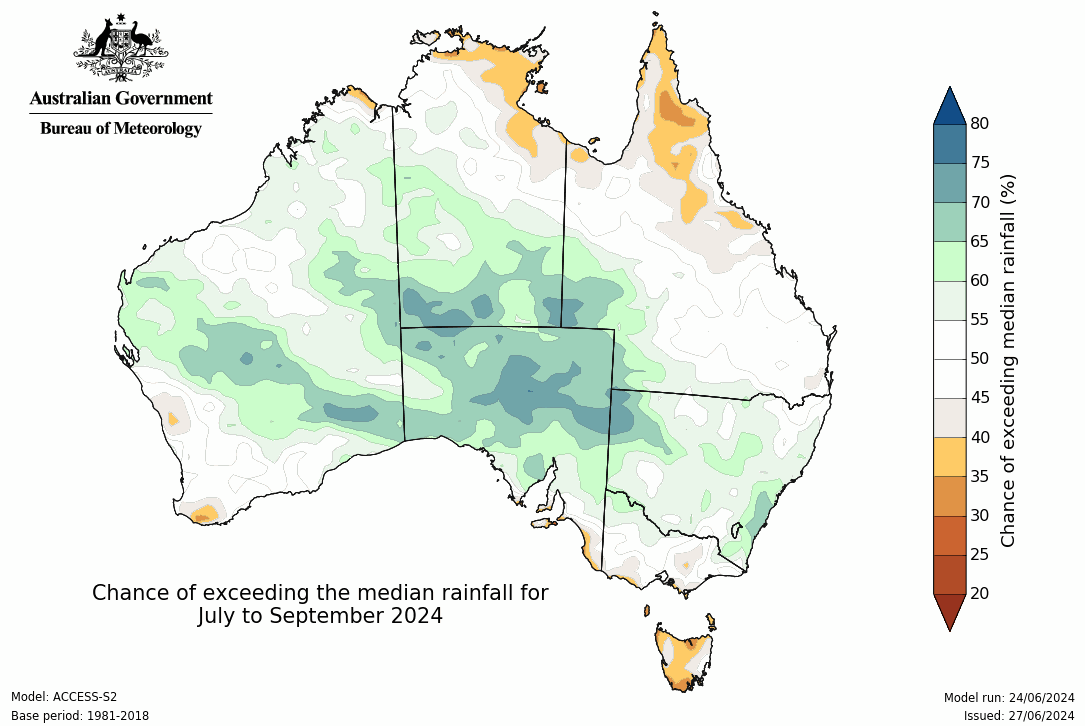 Australian Government
Bureau of Meteorology
80
75
70
65
60
55
50
45
40
35
30
25
20
Chance of exceeding median rainfall (%)
Chance of exceeding the median rainfall for
July to September 2024
Model: ACCESS-S2
Base period: 1981-2018
Model run: 24/06/2024
Issued: 27/06/2024